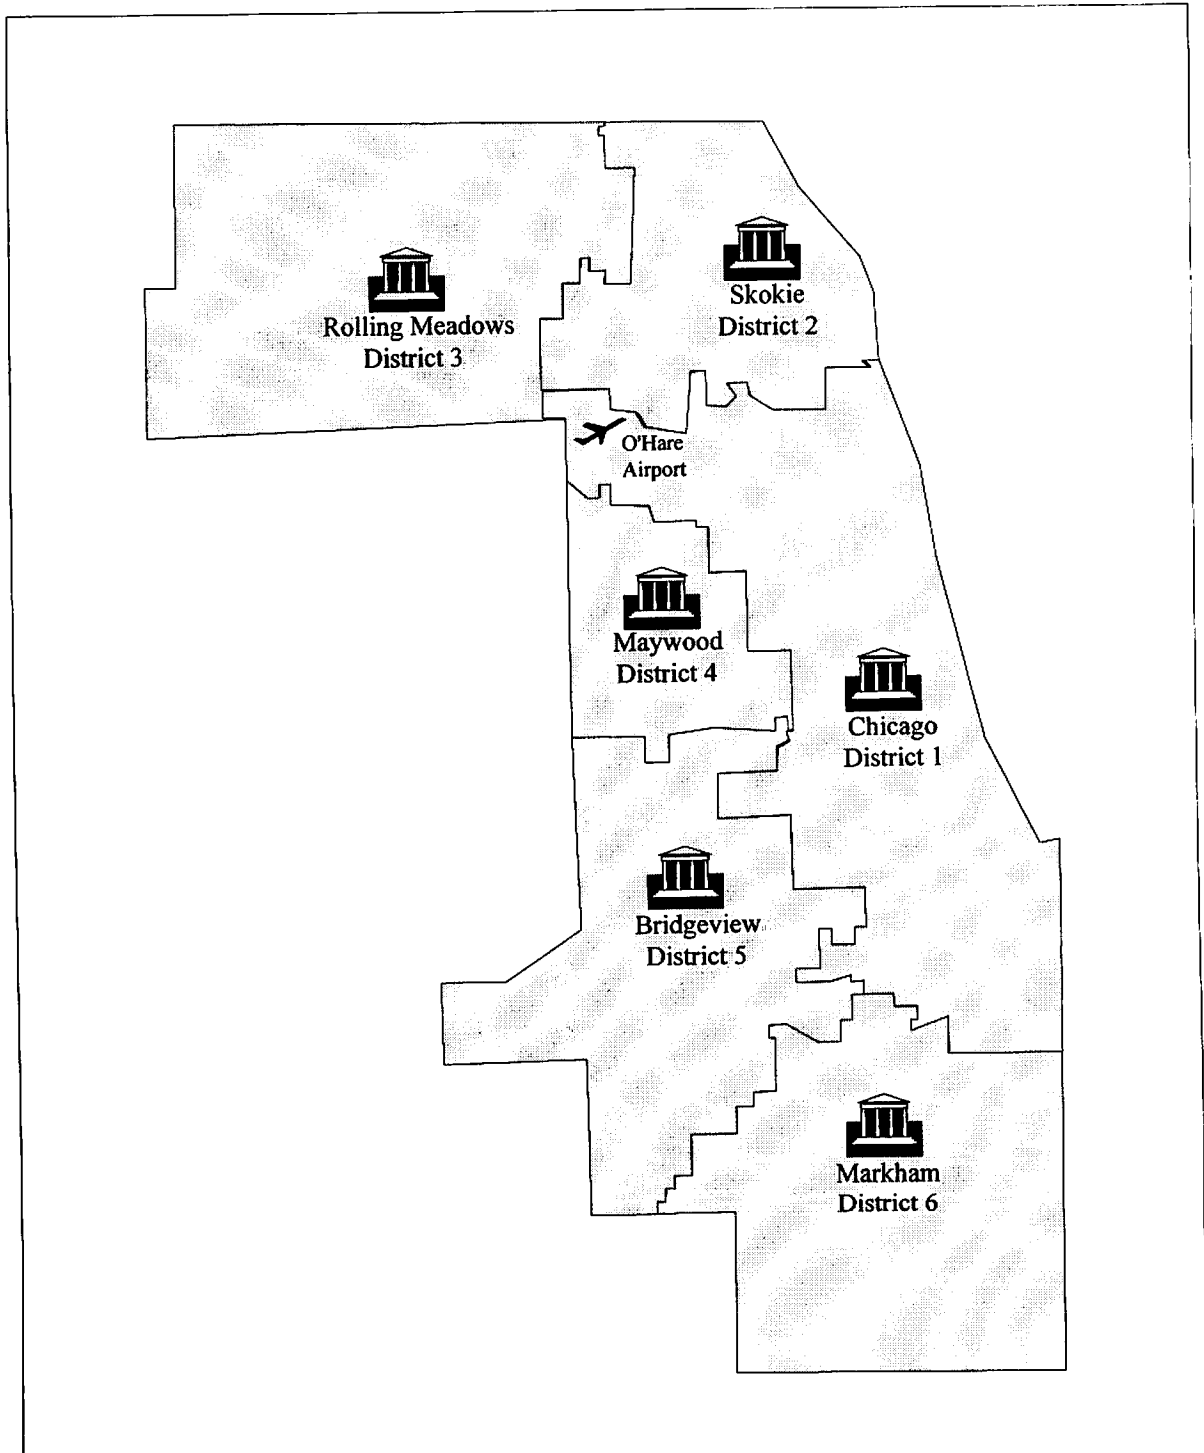 Skokie
District 2
Rolling Meadows
District 3
O'Hare
Airport
Maywood
District 4
Chicago
District 1
Bridgeview
District 5
Markham
District 6